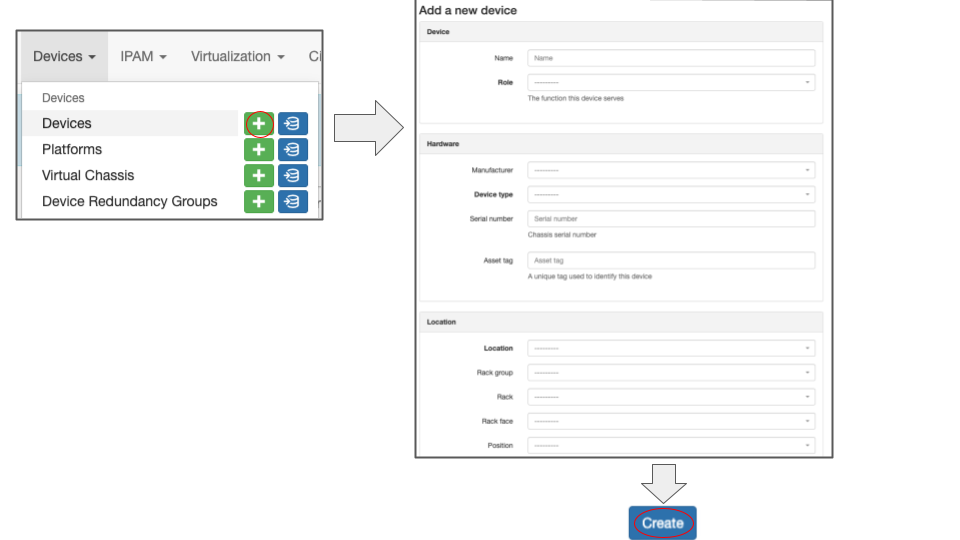 Devices IPAM Virtualization Ci
Devices
Devices
Platforms
Virtual Chassis
Device Redundancy Groups
Add a new device
Device
Name Name
Role ---------
The function this device serves
Hardware
Manufacturer ---------
Device type ---------
Serial number Serial number
Chassis serial number
Asset tag Asset tag
A unique tag used to identify this device
Location
Location ---------
Rack group ---------
Rack ---------
Rack face ---------
Position ---------
Create